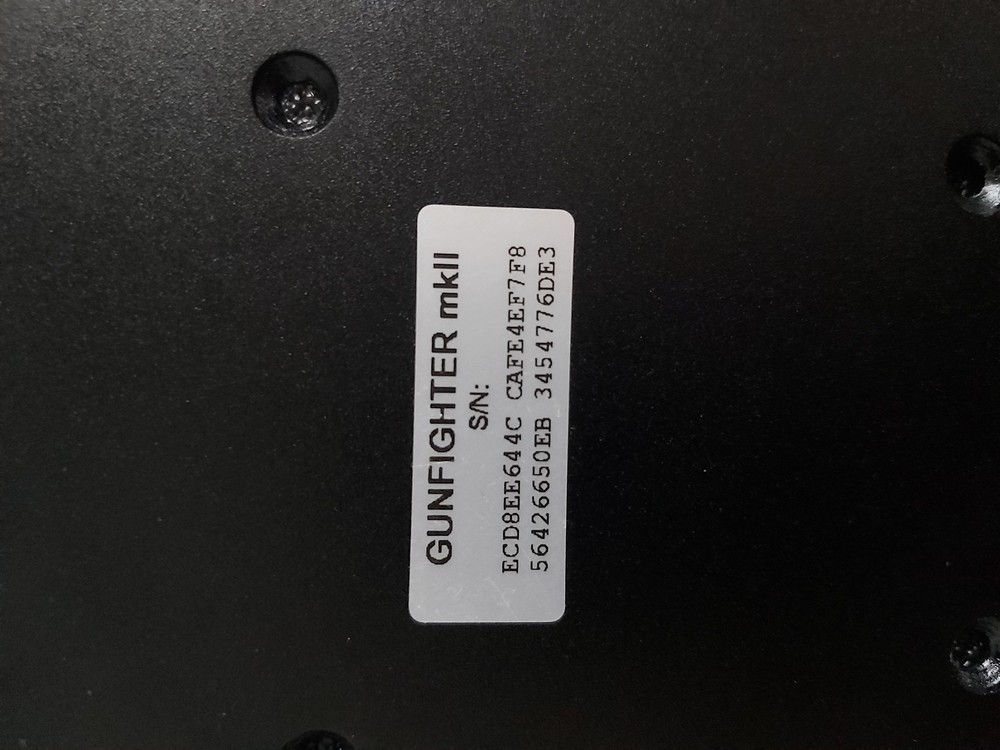 GUNFIGHTER mkII
S/N:
ECD8EE644C CAFE4EF7F8
56426650EB 3454776DE3